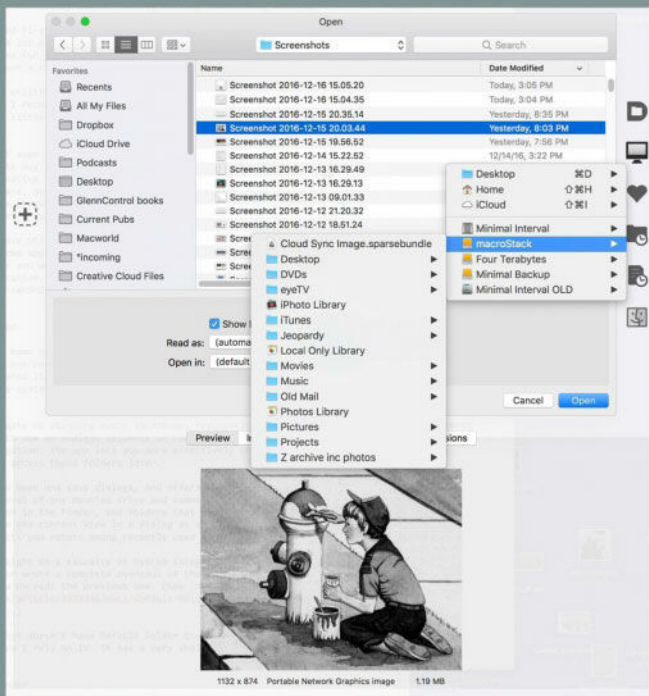 Open
Screenshots
Search
Favorites
Recents
All My Files
Dropbox
iCloud Drive
Podcasts
Desktop
GlennControl books
Current Pubs
Macworld
*incoming
Creative Cloud Files
Name Date Modified
Screenshot 2016-12-16 15.05.20 Today, 3:05 PM
Screenshot 2016-12-16 15.04.35 Today, 3:04 PM
Screenshot 2016-12-15 20.35.14 Yesterday, 8:35 PM
Screenshot 2016-12-15 20.03.44 Yesterday, 8:03 PM
Screenshot 2016-12-15 19.56.52 Yesterday, 7:56 PM
Screenshot 2016-12-14 15.22.52 12/14/16, 3:22 PM
Screenshot 2016-12-13 16.29.49
Screenshot 2016-12-13 16.29.13
Screenshot 2016-12-13 09.01.33
Screenshot 2016-12-12 21.20.32
Screenshot 2016-12-12 18.51.24
Desktop ⌘D
Home ⇧⌘H
iCloud ⇧⌘I
Minimal Interval
macroStack
Four Terabytes
Minimal Backup
Minimal Interval OLD
Cloud Sync Image.sparsebundle
Desktop
DVDs
eyeTV
iPhoto Library
iTunes
Jeopardy
Local Only Library
Movies
Music
Old Mail
Photos Library
Pictures
Projects
Z archive inc photos
Show
Read as: (automa
Open in: (default
Cancel Open
Preview
1132 x 874 Portable Network Graphics image 1.19 MB